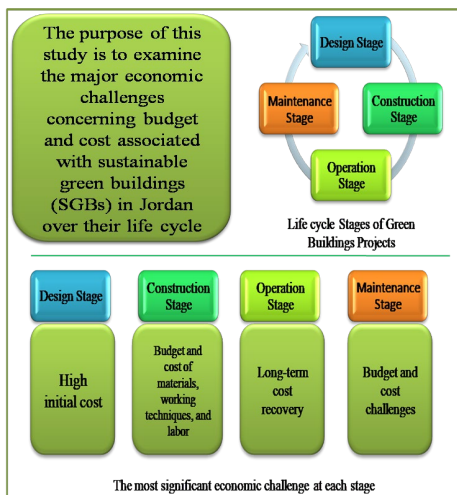 The purpose of this
study is to examine
the major economic
challenges
concerning budget
and cost associated
with sustainable
green buildings
(SGBs) in Jordan
over their life cycle
Design Stage
Maintenance
Stage
Construction
Stage
Operation
Stage
Life cycle Stages of Green
Buildings Projects
Design Stage
Construction
Stage
Operation
Stage
Maintenance
Stage
High
initial cost
Budget and
cost of
materials,
working
techniques, and
labor
Long-term
cost
recovery
Budget and
cost
challenges
The most significant economic challenge at each stage